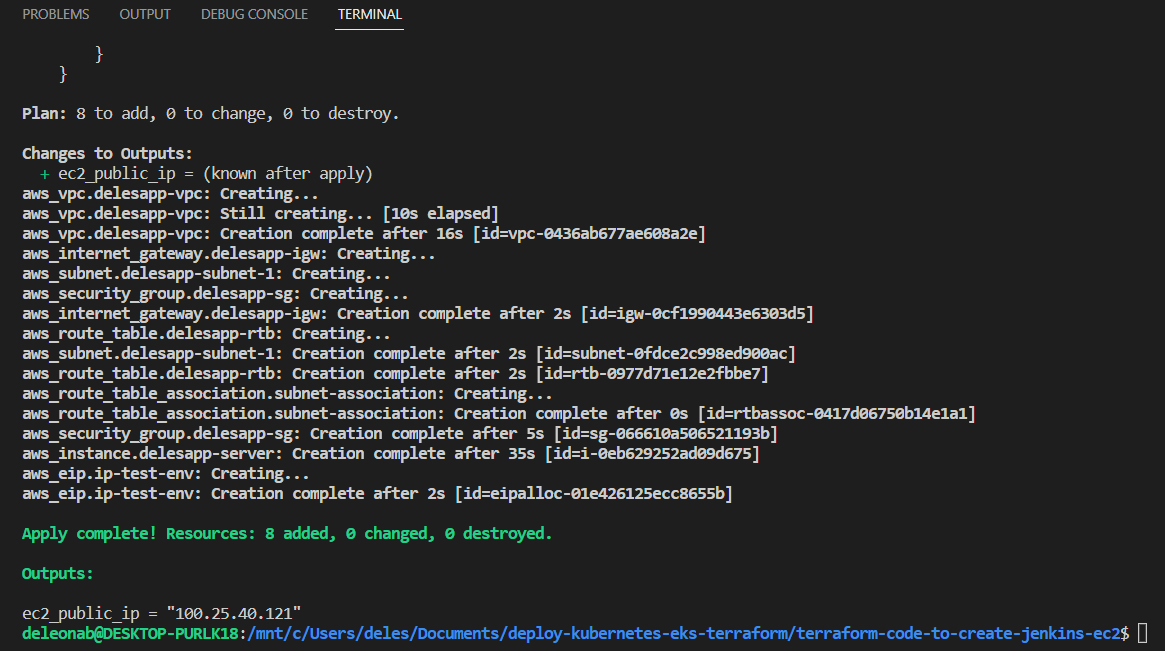 PROBLEMS OUTPUT DEBUG CONSOLE TERMINAL
}
}
Plan: 8 to add, 0 to change, 0 to destroy.
Changes to Outputs:
+ ec2_public_ip = (known after apply)
aws_vpc.delesapp-vpc: Creating...
aws_vpc.delesapp-vpc: Still creating... [10s elapsed]
aws_vpc.delesapp-vpc: Creation complete after 16s [id=vpc-0436ab677ae608a2e]
aws_internet_gateway.delesapp-igw: Creating...
aws_subnet.delesapp-subnet-1: Creating...
aws_security_group.delesapp-sg: Creating...
aws_internet_gateway.delesapp-igw: Creation complete after 2s [id=igw-0cf1990443e6303d5]
aws_route_table.delesapp-rtb: Creating...
aws_subnet.delesapp-subnet-1: Creation complete after 2s [id=subnet-0fdce2c998ed900ac]
aws_route_table.delesapp-rtb: Creation complete after 2s [id=rtb-0977d71e12e2fbbe7]
aws_route_table_association.subnet-association: Creating...
aws_route_table_association.subnet-association: Creation complete after 0s [id=rtbassoc-0417d06750b14e1a1]
aws_security_group.delesapp-sg: Creation complete after 5s [id=sg-066610a506521193b]
aws_instance.delesapp-server: Creation complete after 35s [id=i-0eb629252ad09d675]
aws_eip.ip-test-env: Creating...
aws_eip.ip-test-env: Creation complete after 2s [id=eipalloc-01e426125ecc8655b]
Apply complete! Resources: 8 added, 0 changed, 0 destroyed.
Outputs:
ec2_public_ip = "100.25.40.121"
deleonab@DESKTOP-PURLK18:/mnt/c/Users/deles/Documents/deploy-kubernetes-eks-terraform/terraform-code-to-create-jenkins-ec2$